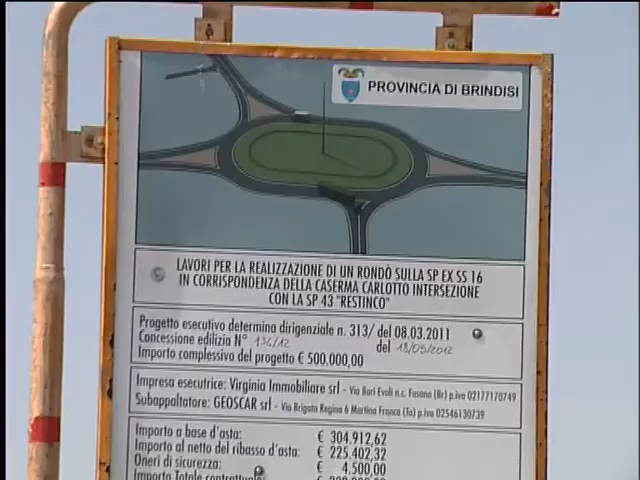 PROVINCIA DI BRINDISI
LAVORI PER LA REALIZZAZIONE DI UN RONDÒ SULLA SP EX SS 16
IN CORRISPONDENZA DELLA CASERMA CARLOTTO INTERSEZIONE
CON LA SP 43 "RESTINCO"
Progetto esecutivo determina dirigenziale n. 313/ del 08.03.2011
Concessione edilizia N° 134/12 del 18/05/2012
Importo complessivo del progetto € 500.000,00
Impresa esecutrice: Virginia Immobiliare srl - Via Bari Evoli n.c. Fasano (Br) p.iva 02177170749
Subappaltatore: GEOSCAR srl - Via Brigata Regina 6 Martina Franca (Ta) p.iva 02546130739
Importo a base d'asta: € 304.912,62
Importo al netto del ribasso d'asta: € 225.402,32
Oneri di sicurezza: € 4.500,00
Importo Totale contrattuale: